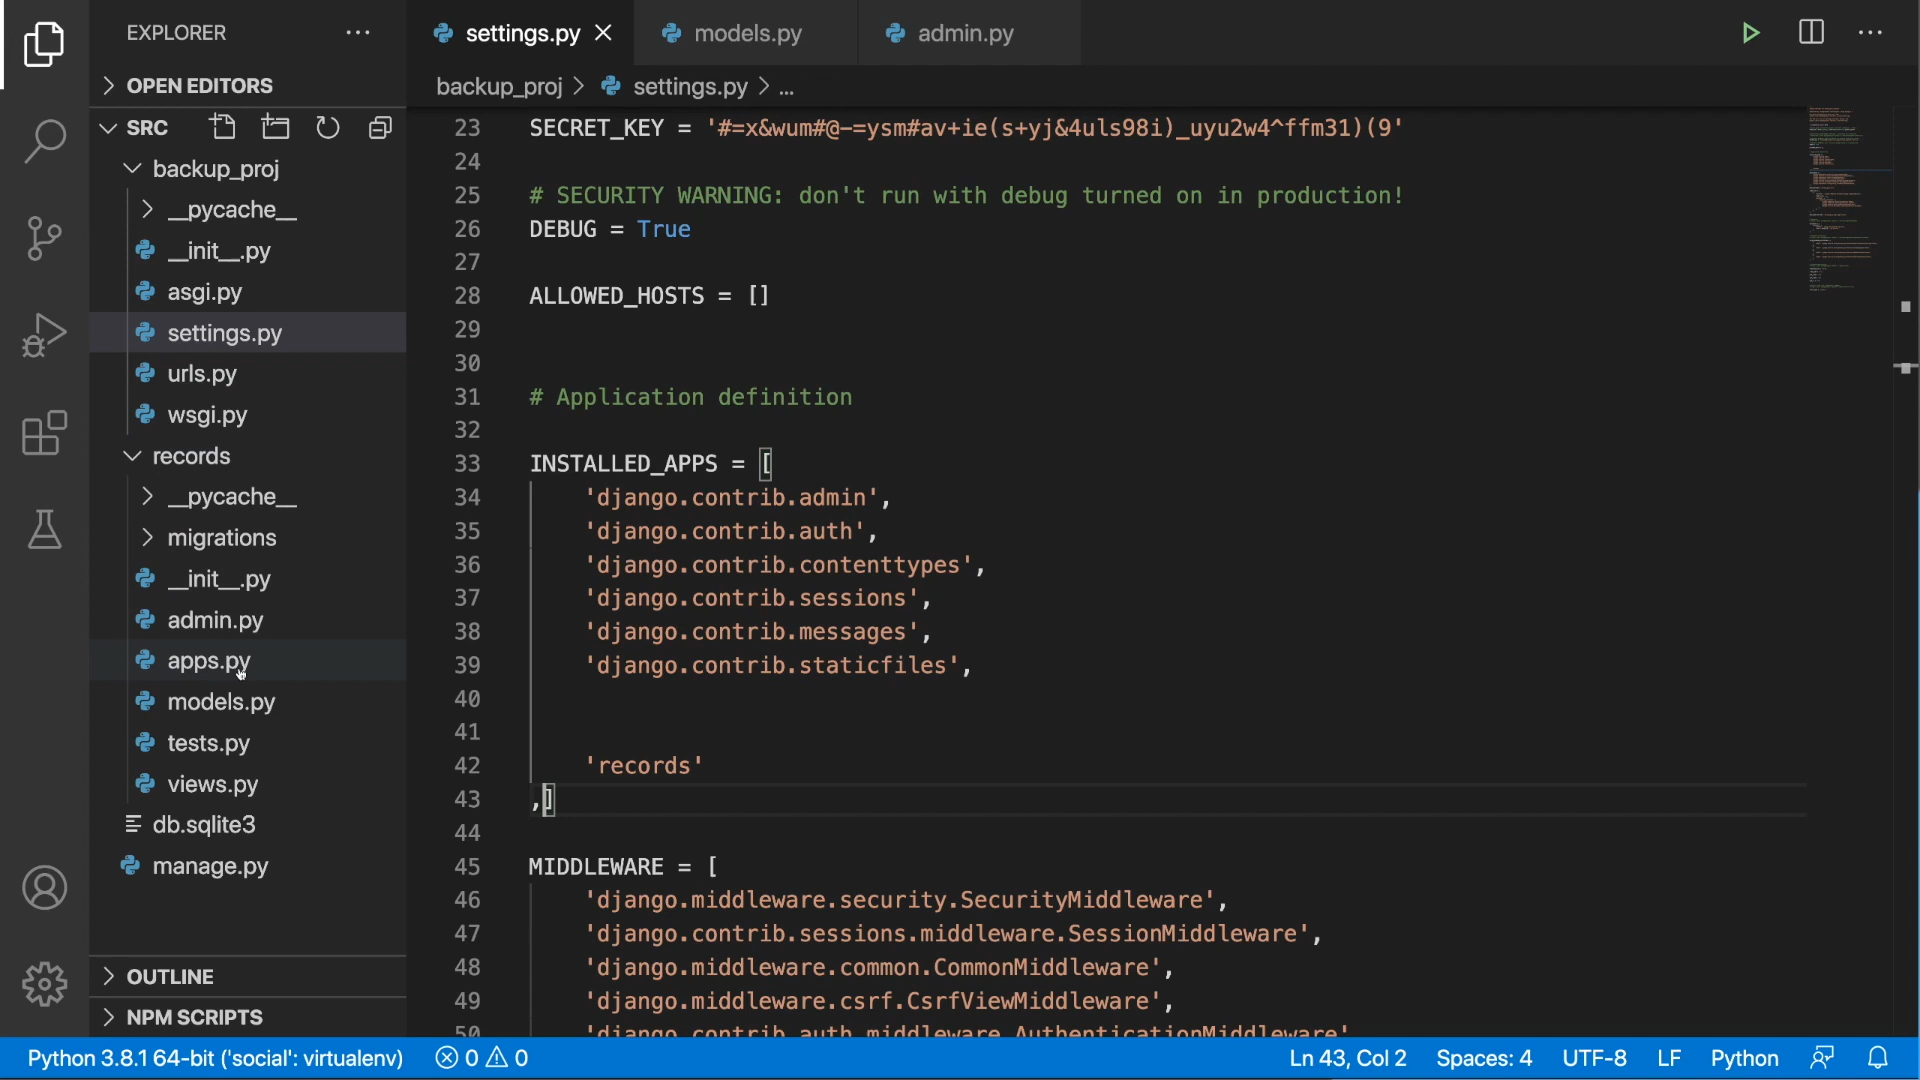 EXPLORER
settings.py
models.py
admin.py
OPEN EDITORS
backup_proj > settings.py > ...
SRC
backup_proj
__pycache__
__init__.py
asgi.py
settings.py
urls.py
wsgi.py
records
__pycache__
migrations
__init__.py
admin.py
apps.py
models.py
tests.py
views.py
db.sqlite3
manage.py
OUTLINE
NPM SCRIPTS
23 SECRET_KEY = '#=x&wum#@-=ysm#av+ie(s+yj&4uls98i)_uyu2w4^ffm31)(9'
24
25 # SECURITY WARNING: don't run with debug turned on in production!
26 DEBUG = True
27
28 ALLOWED_HOSTS = []
29
30
31 # Application definition
32
33 INSTALLED_APPS = [
34 'django.contrib.admin',
35 'django.contrib.auth',
36 'django.contrib.contenttypes',
37 'django.contrib.sessions',
38 'django.contrib.messages',
39 'django.contrib.staticfiles',
40
41
42 'records'
43 ,]
44
45 MIDDLEWARE = [
46 'django.middleware.security.SecurityMiddleware',
47 'django.contrib.sessions.middleware.SessionMiddleware',
48 'django.middleware.common.CommonMiddleware',
49 'django.middleware.csrf.CsrfViewMiddleware',
50 'django.contrib.auth.middleware.AuthenticationMiddleware'
Python 3.8.1 64-bit ('social': virtualenv) 0 0 Ln 43, Col 2 Spaces: 4 UTF-8 LF Python